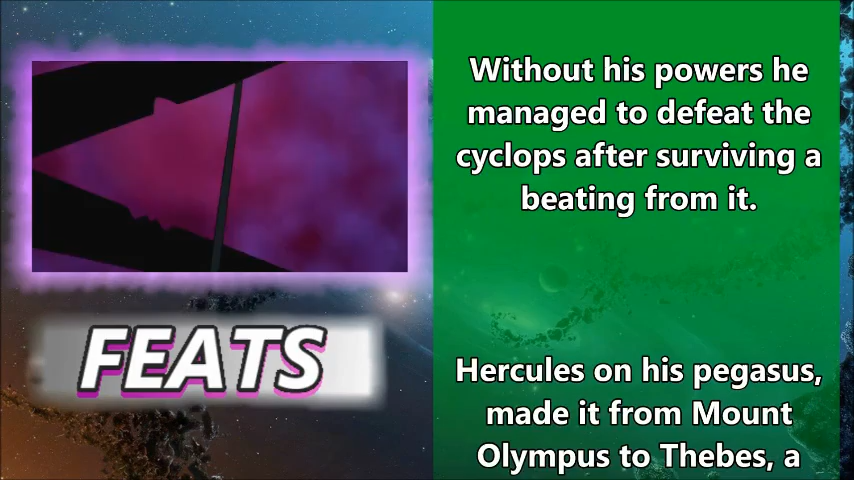 Without his powers he
managed to defeat the
cyclops after surviving a
beating from it.
FEATS
Hercules on his pegasus,
made it from Mount
Olympus to Thebes, a